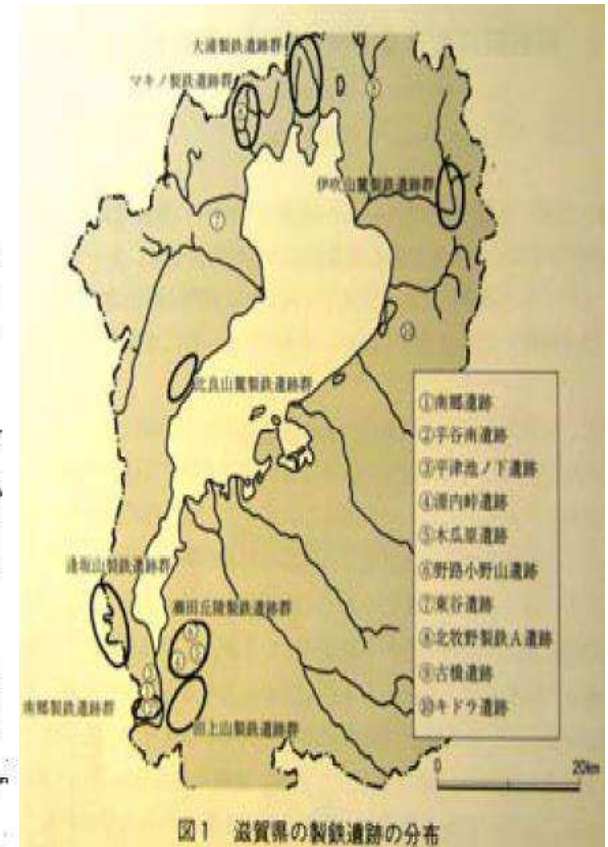 大浦製鉄遺跡群
マキノ製鉄遺跡群
⑨
⑧
伊吹山麓製鉄遺跡群
⑦
⑩
比良山麓製鉄遺跡群
①南郷遺跡
②芋谷南遺跡
③平津池ノ下遺跡
④源内峠遺跡
⑤木瓜原遺跡
⑥野路小野山遺跡
⑦東谷遺跡
⑧北牧野製鉄A遺跡
⑨古橋遺跡
⑩キドラ遺跡
逢坂山製鉄遺跡群
瀬田丘陵製鉄遺跡群
南郷製鉄遺跡群
田上山製鉄遺跡群
0 20km
図1 滋賀県の製鉄遺跡の分布